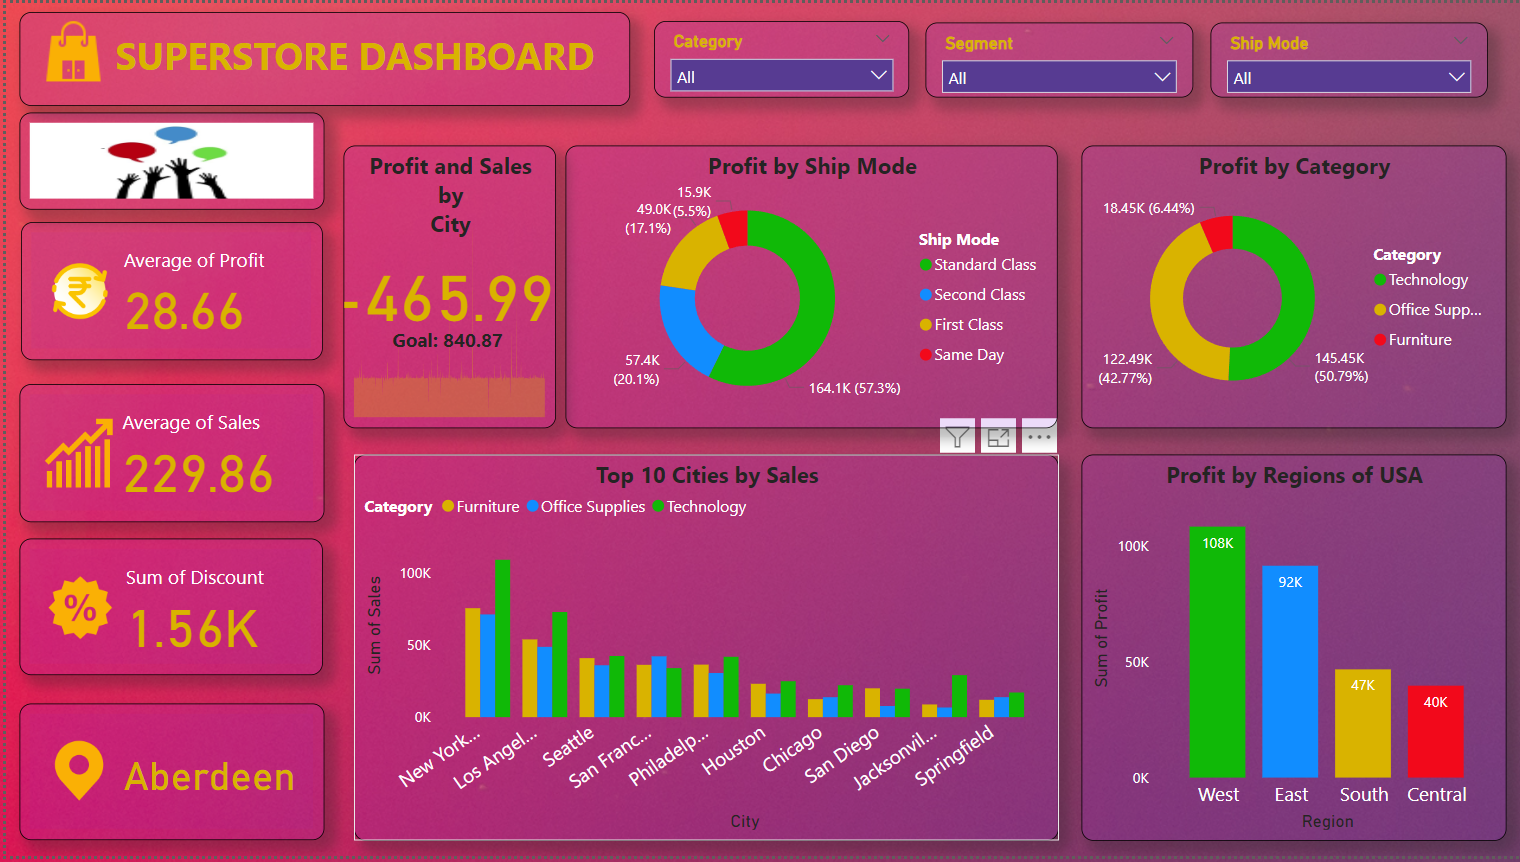 SUPERSTORE DASHBOARD
Category
All
Segment
All
Ship Mode
All
Average of Profit
28.66
Average of Sales
229.86
%
Sum of Discount
1.56K
Aberdeen
Profit and Sales
by
City
-465.99
Goal: 840.87
Profit by Ship Mode
15.9K
(5.5%)
49.0K
(17.1%)
57.4K
(20.1%)
164.1K (57.3%)
Ship Mode
Standard Class
Second Class
First Class
Same Day
Profit by Category
18.45K (6.44%)
122.49K
(42.77%)
145.45K
(50.79%)
Category
Technology
Office Supp...
Furniture
Top 10 Cities by Sales
Category Furniture Office Supplies Technology
Sum of Sales
100K
50K
0K
New York...
Los Angel...
Seattle
San Franc...
Philadelp...
Houston
Chicago
San Diego
Jacksonvil...
Springfield
City
Profit by Regions of USA
Sum of Profit
100K
50K
0K
108K
92K
47K
40K
West East South Central
Region